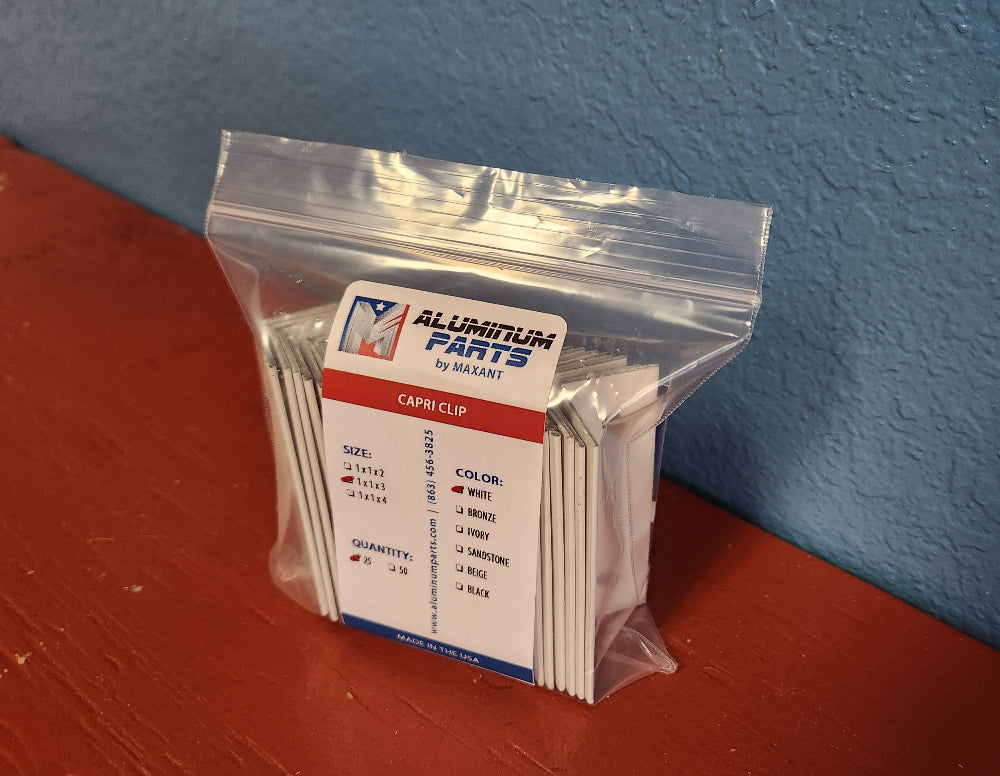 M
ALUMINUM
PARTS
by MAXANT
CAPRI CLIP
SIZE:
1x1x2
1x1x3
1x1x4
QUANTITY:
25 50
www.aluminumparts.com | (863) 456-3825
COLOR:
WHITE
BRONZE
IVORY
SANDSTONE
BEIGE
BLACK
MADE IN THE USA